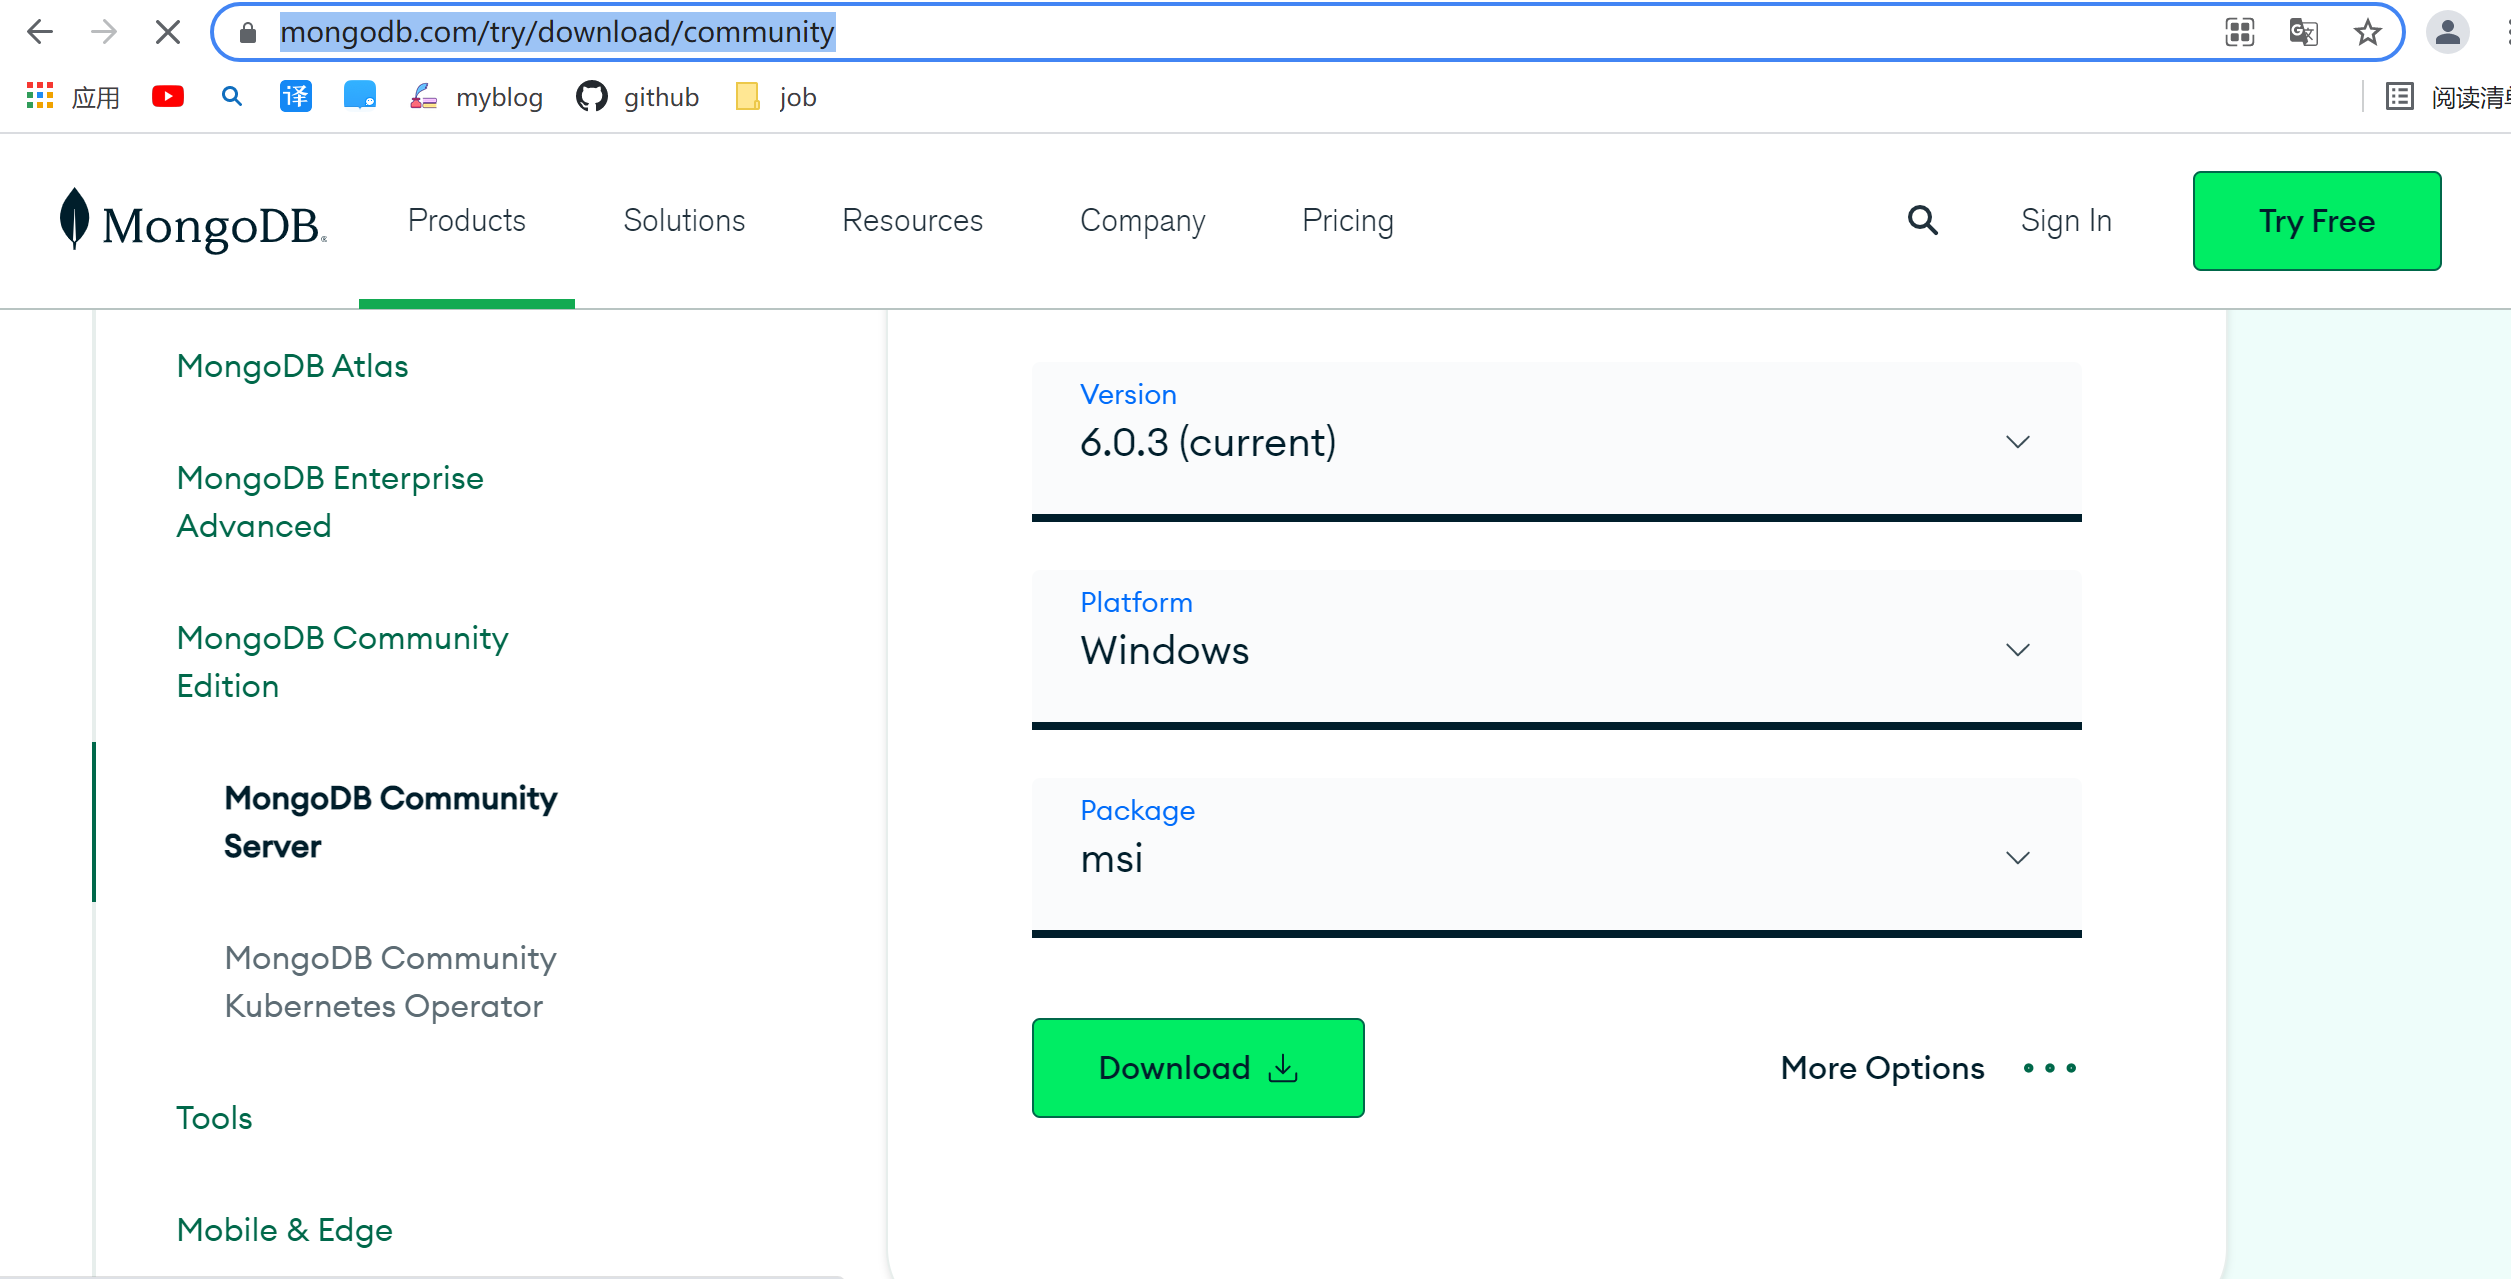 mongodb.com/try/download/community
应用
译
myblog
github
job
阅读清单
MongoDB®
Products
Solutions
Resources
Company
Pricing
Sign In
Try Free
MongoDB Atlas
MongoDB Enterprise
Advanced
MongoDB Community
Edition
MongoDB Community
Server
MongoDB Community
Kubernetes Operator
Tools
Mobile & Edge
Version
6.0.3 (current)
Platform
Windows
Package
msi
Download
More Options